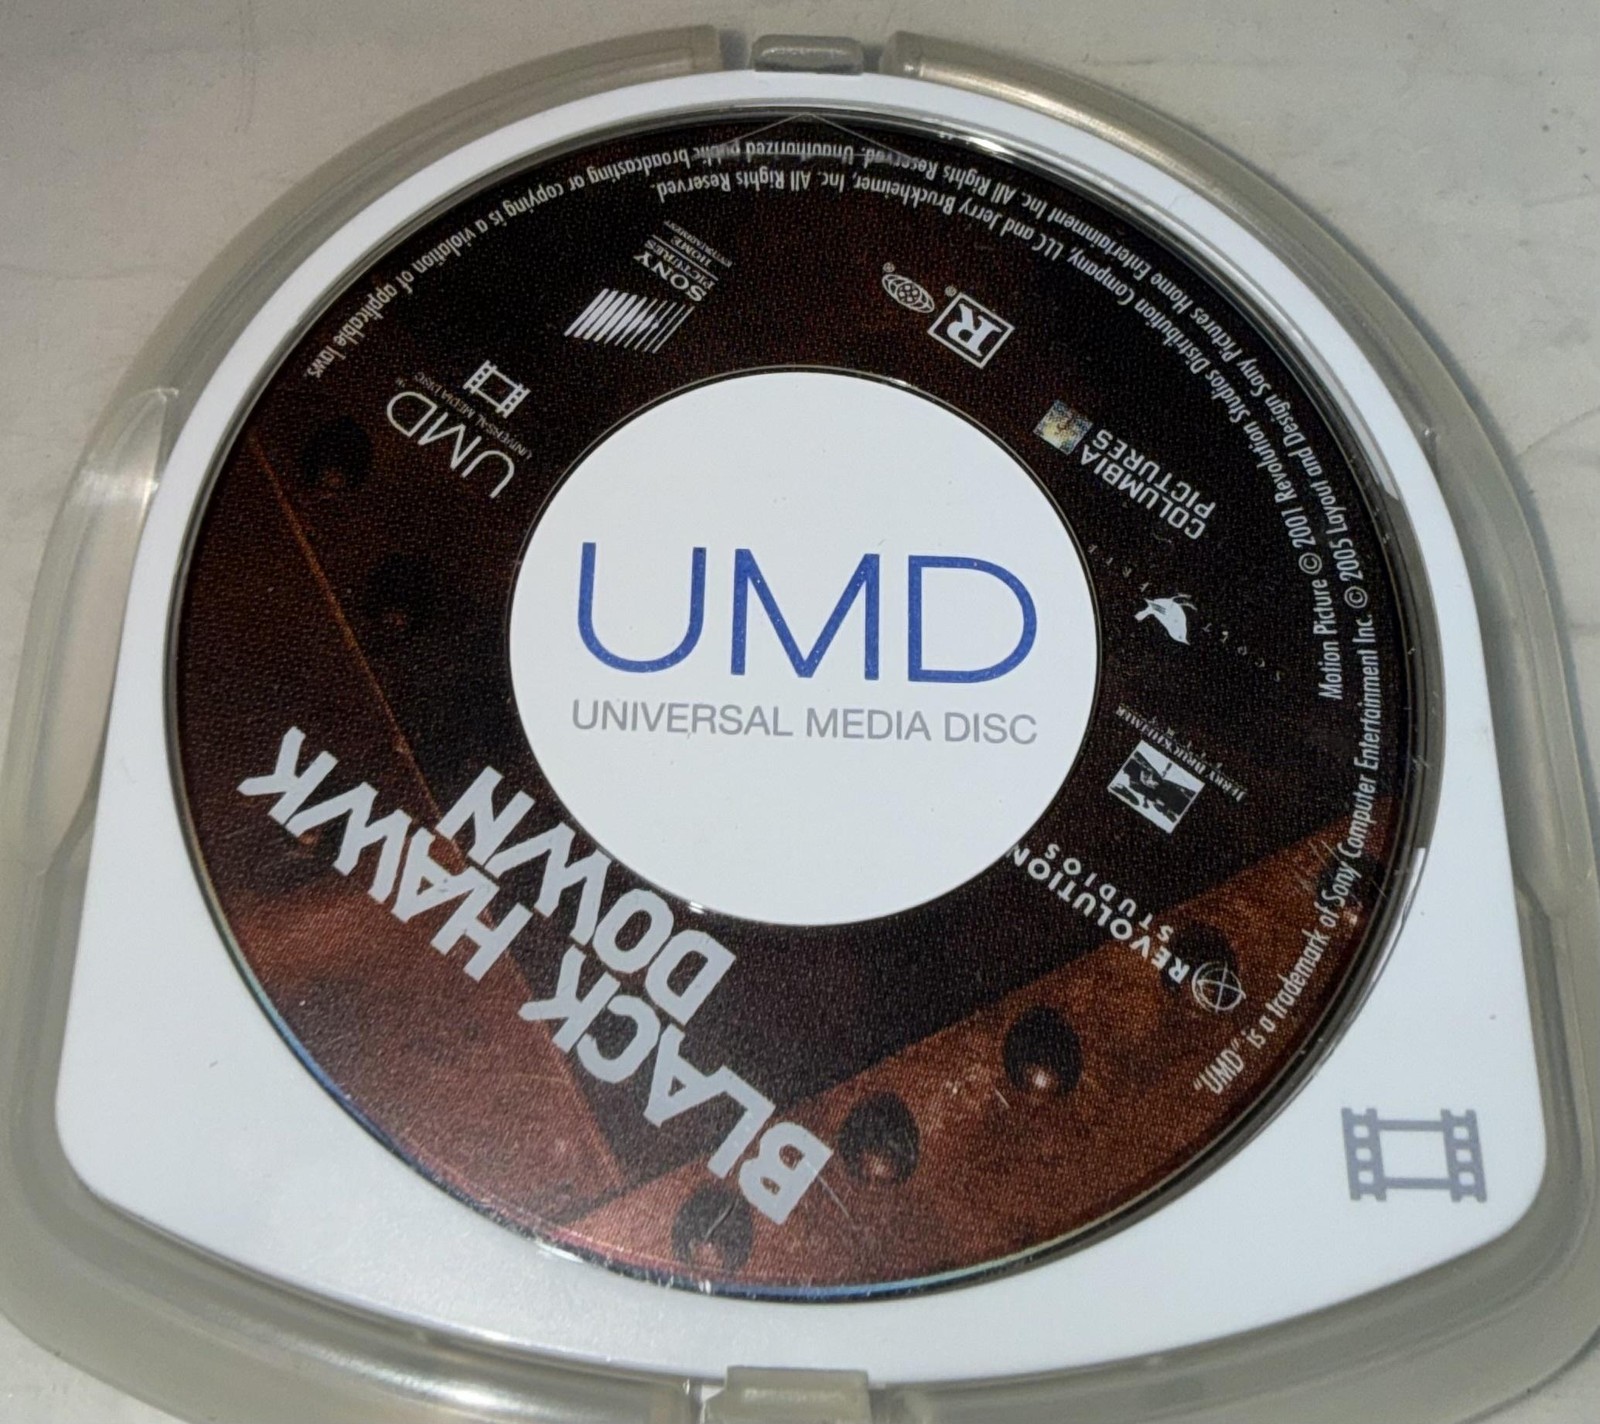 UMD
UNIVERSAL MEDIA DISC
BLACK HAWK
DOWN
UMD
UNIVERSAL MEDIA DISC
SONY
PICTURES
HOME
ENTERTAINMENT
R
COLUMBIA
PICTURES
JERRY BRUCKHEIMER
REVOLUTION
STUDIOS
"UMD" is a trademark of Sony Computer Entertainment Inc. © 2005 Layout and Design Sony Pictures Home Entertainment Inc. All Rights Reserved. Unauthorized public broadcasting or copying is a violation of applicable laws.
Motion Picture © 2001 Revolution Studios Distribution Company, LLC and Jerry Bruckheimer, Inc. All Rights Reserved.